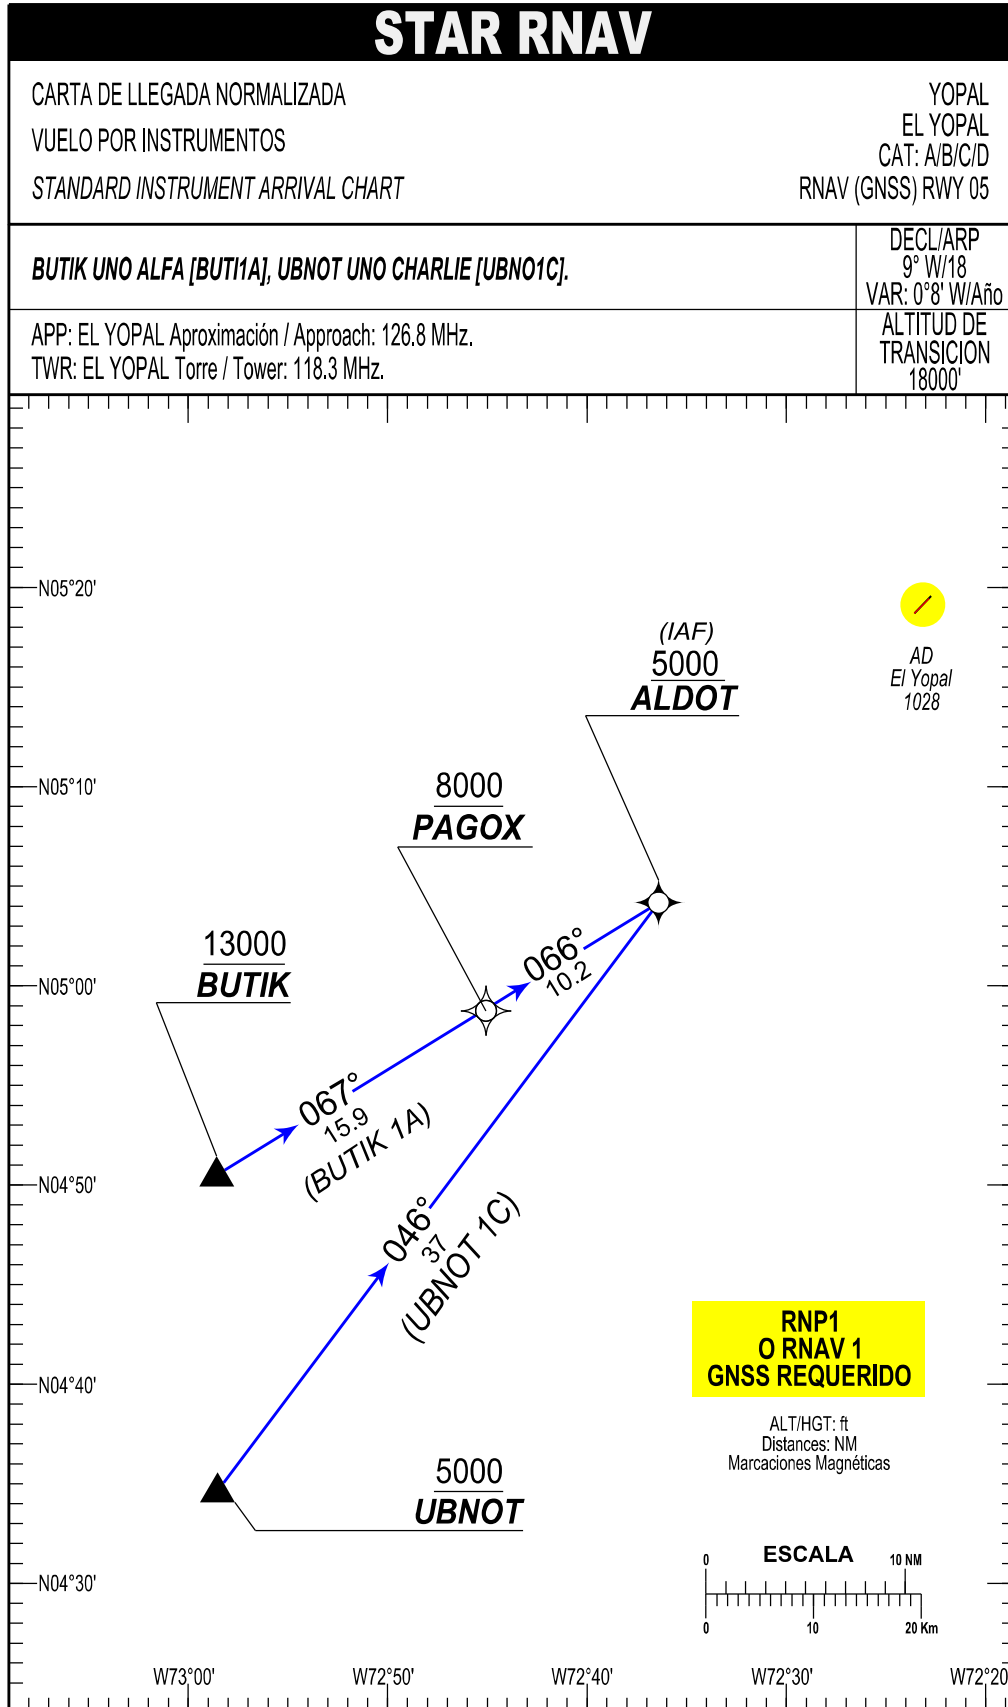 STAR RNAV
CARTA DE LLEGADA NORMALIZADA
VUELO POR INSTRUMENTOS
STANDARD INSTRUMENT ARRIVAL CHART
YOPAL
EL YOPAL
CAT: A/B/C/D
RNAV (GNSS) RWY 05
BUTIK UNO ALFA [BUTI1A], UBNOT UNO CHARLIE [UBNO1C].
DECL/ARP
9° W/18
VAR: 0°8' W/Año
APP: EL YOPAL Aproximación / Approach: 126.8 MHz.
TWR: EL YOPAL Torre / Tower: 118.3 MHz.
ALTITUD DE
TRANSICION
18000'
N05°20'
(IAF)
5000
ALDOT
AD
El Yopal
1028
N05°10'
8000
PAGOX
13000
BUTIK
N05°00'
066°
10.2
067°
15.9
(BUTIK 1A)
N04°50'
046°
37
(UBNOT 1C)
RNP1
O RNAV 1
GNSS REQUERIDO
N04°40'
ALT/HGT: ft
Distances: NM
Marcaciones Magnéticas
5000
UBNOT
N04°30'
0 ESCALA 10 NM
0 10 20 Km
W73°00' W72°50' W72°40' W72°30' W72°20'